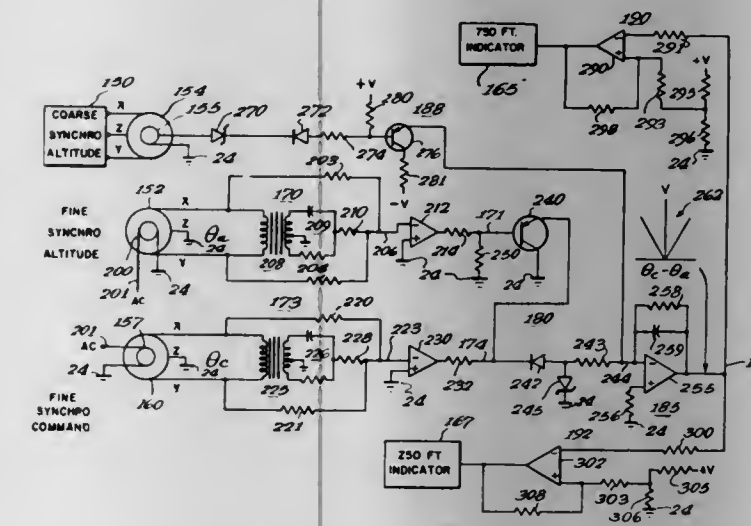 150
COARSE
SYNCHRO
ALTITUDE
X
Z
Y
154
155
270
272
274
24
+V
180
188
276
281
-V
750 FT.
INDICATOR
165
190
290
291
+V
295
293
296
24
298
FINE
SYNCHRO
ALTITUDE
152
X
Z
Y
θa
24
200
201
AC
24
203
170
209
210
208
204
206
212
24
214
171
250
240
24
V
262
θc-θa
173
220
FINE
SYNCHRO
COMMAND
201
AC
157
24
160
X
Z
Y
θc
24
226
228
225
221
223
230
24
232
174
180
242
245
24
243
244
258
259
255
256
24
185
250 FT
INDICATOR
167
192
302
300
303
305
+V
306
24
308